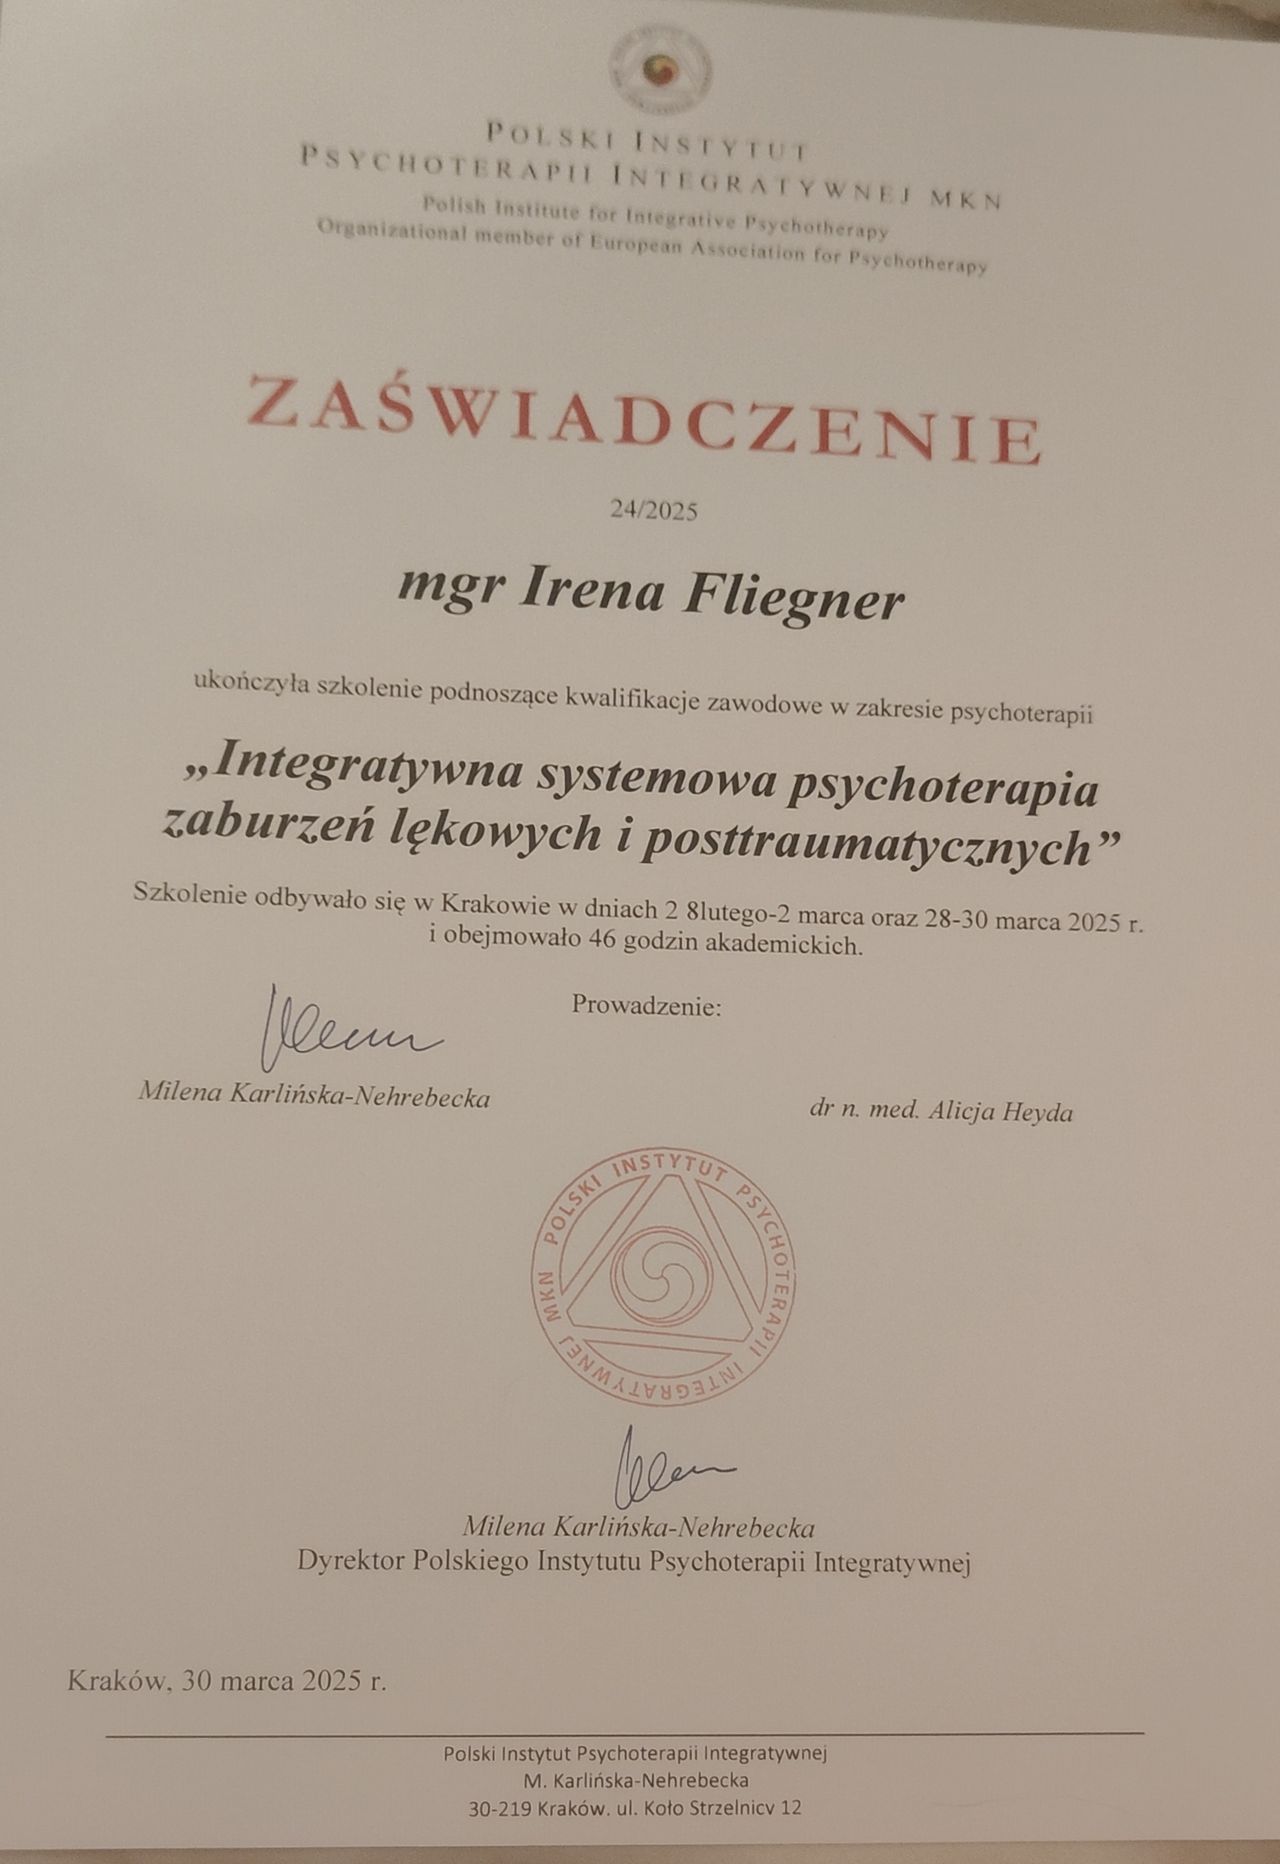 POLSKI INSTYTUT
PSYCHOTERAPII INTEGRATYWNEJ MKN
Polish Institute for Integrative Psychotherapy
Organizational member of European Association for Psychotherapy
ZAŚWIADCZENIE
24/2025
mgr Irena Fliegner
ukończyła szkolenie podnoszące kwalifikacje zawodowe w zakresie psychoterapii
„Integratywna systemowa psychoterapia
zaburzeń lękowych i posttraumatycznych”
Szkolenie odbywało się w Krakowie w dniach 2 8lutego-2 marca oraz 28-30 marca 2025 r.
i obejmowało 46 godzin akademickich.
Prowadzenie:
Milena Karlińska-Nehrebecka
dr n. med. Alicja Heyda
POLSKI INSTYTUT PSYCHOTERAPII INTEGRATYWNEJ MKN
Milena Karlińska-Nehrebecka
Dyrektor Polskiego Instytutu Psychoterapii Integratywnej
Kraków, 30 marca 2025 r.
Polski Instytut Psychoterapii Integratywnej
M. Karlińska-Nehrebecka
30-219 Kraków. ul. Koło Strzelnicy 12